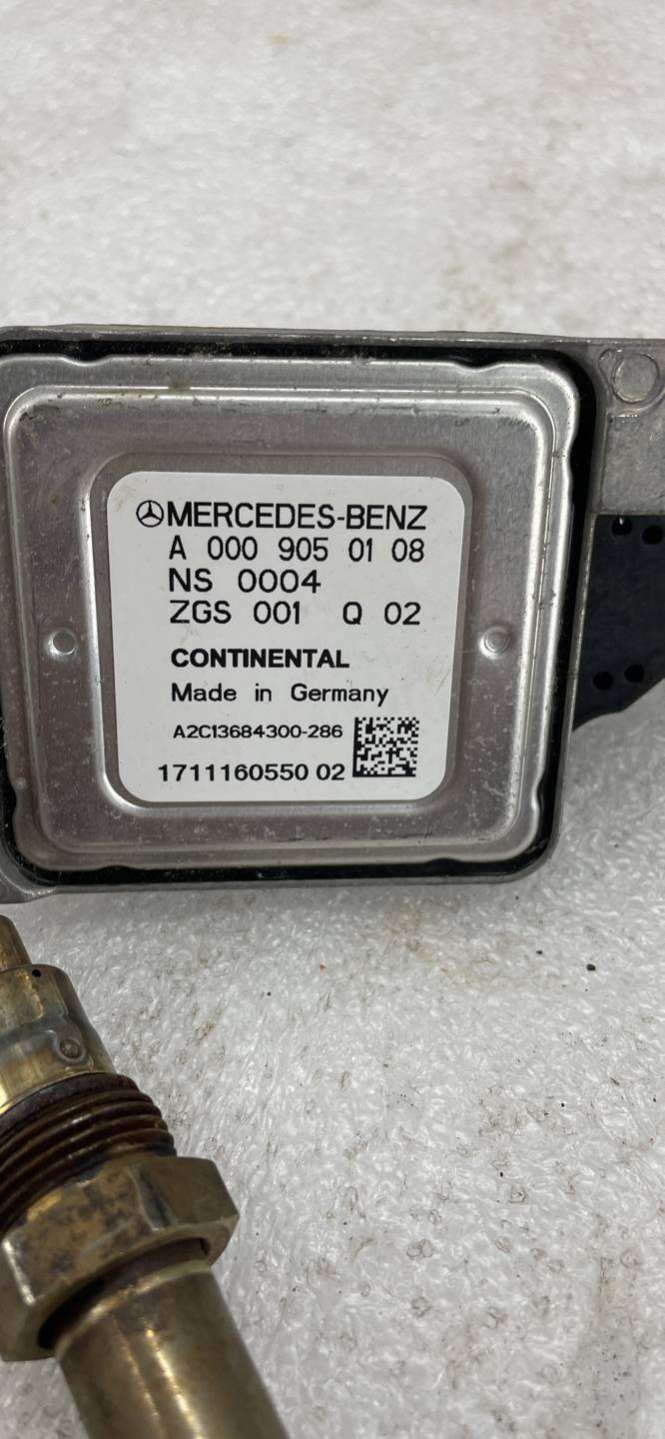 MERCEDES-BENZ
A 000 905 01 08
NS 0004
ZGS 001 Q 02
CONTINENTAL
Made in Germany
A2C13684300-286
1711160550 02